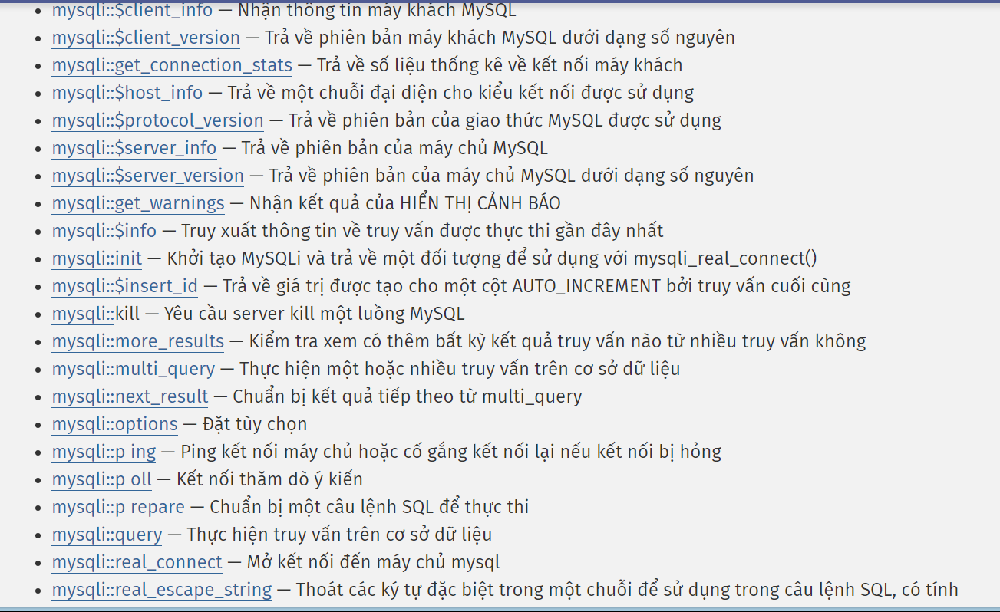 mysqli::$client_info — Nhận thông tin máy khách MySQL
mysqli::$client_version — Trả về phiên bản máy khách MySQL dưới dạng số nguyên
mysqli::get_connection_stats — Trả về số liệu thống kê về kết nối máy khách
mysqli::$host_info — Trả về một chuỗi đại diện cho kiểu kết nối được sử dụng
mysqli::$protocol_version — Trả về phiên bản của giao thức MySQL được sử dụng
mysqli::$server_info — Trả về phiên bản của máy chủ MySQL
mysqli::$server_version — Trả về phiên bản của máy chủ MySQL dưới dạng số nguyên
mysqli::get_warnings — Nhận kết quả của HIỂN THỊ CẢNH BÁO
mysqli::$info — Truy xuất thông tin về truy vấn được thực thi gần đây nhất
mysqli::init — Khởi tạo MySQLi và trả về một đối tượng để sử dụng với mysqli_real_connect()
mysqli::$insert_id — Trả về giá trị được tạo cho một cột AUTO_INCREMENT bởi truy vấn cuối cùng
mysqli::kill — Yêu cầu server kill một luồng MySQL
mysqli::more_results — Kiểm tra xem có thêm bất kỳ kết quả truy vấn nào từ nhiều truy vấn không
mysqli::multi_query — Thực hiện một hoặc nhiều truy vấn trên cơ sở dữ liệu
mysqli::next_result — Chuẩn bị kết quả tiếp theo từ multi_query
mysqli::options — Đặt tùy chọn
mysqli::p ing — Ping kết nối máy chủ hoặc cố gắng kết nối lại nếu kết nối bị hỏng
mysqli::p oll — Kết nối thăm dò ý kiến
mysqli::p repare — Chuẩn bị một câu lệnh SQL để thực thi
mysqli::query — Thực hiện truy vấn trên cơ sở dữ liệu
mysqli::real_connect — Mở kết nối đến máy chủ mysql
mysqli::real_escape_string — Thoát các ký tự đặc biệt trong một chuỗi để sử dụng trong câu lệnh SQL, có tính